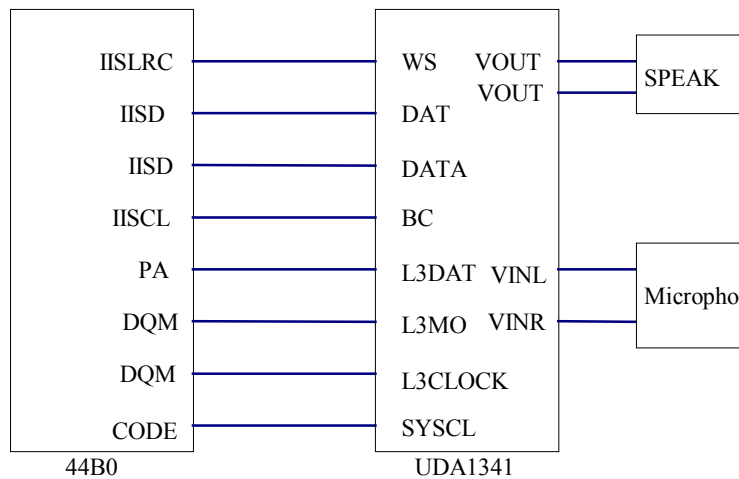 IISLRC WS VOUT
VOUT
SPEAK
IISD DAT
IISD DATA
IISCL BC
PA L3DAT VINL
Micropho
DQM L3MO VINR
DQM L3CLOCK
CODE SYSCL
44B0 UDA1341